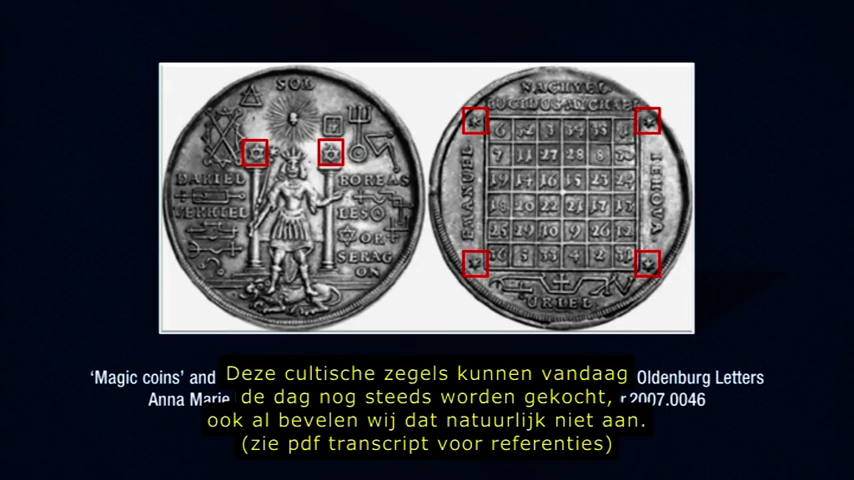 SOL
DARIEL
VERKIEL
BOREAS
LESO
OR
SERAG
ON
NACHYEL
MICHAEL
EMANUEL
IEHOVA
6 32 3 34 35 1
7 11 27 28 8 30
19 14 16 15 23 24
18 20 22 21 17 13
25 29 10 9 26 12
36 5 33 4 2 31
URIEL
'Magic coins' and
Oldenburg Letters
Anna Marie
r.2007.0046
Deze cultische zegels kunnen vandaag
de dag nog steeds worden gekocht,
ook al bevelen wij dat natuurlijk niet aan.
(zie pdf transcript voor referenties)